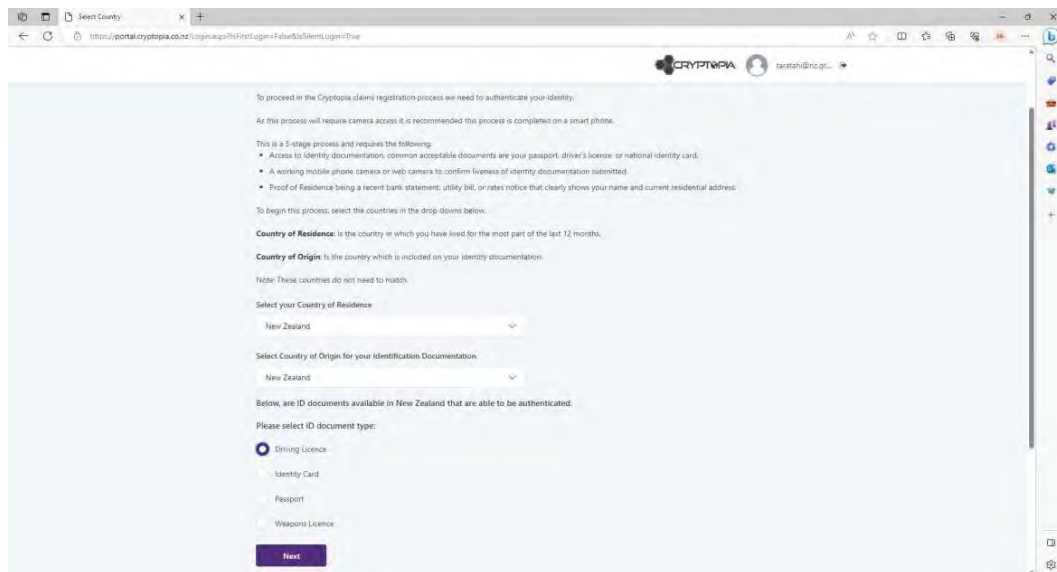 Select Country
https://portal.cryptopia.co.nz/Login.aspx?IsFirstLogin=False&IsSilentLogin=True
CRYPTOPIA
To proceed in the Cryptopia claims registration process we need to authenticate your identity.
As this process will require camera access it is recommended this process is completed on a smart phone.
This is a 3-stage process and requires the following:
• Access to identity documentation, common acceptable documents are your passport, driver's licence, or national identity card.
• A working mobile phone camera or web camera to confirm liveness of identity documentation submitted
• Proof of Residence being a recent bank statement, utility bill, or rates notice that clearly shows your name and current residential address.
To begin this process, select the countries in the drop downs below.
Country of Residence: Is the country in which you have lived for the most part of the last 12 months.
Country of Origin: Is the country which is included on your identity documentation.
Note: These countries do not need to match.
Select your Country of Residence
New Zealand
Select Country of Origin for your Identification Documentation
New Zealand
Below, are ID documents available in New Zealand that are able to be authenticated.
Please select ID document type:
Driving Licence
Identity Card
Passport
Weapons Licence
Next